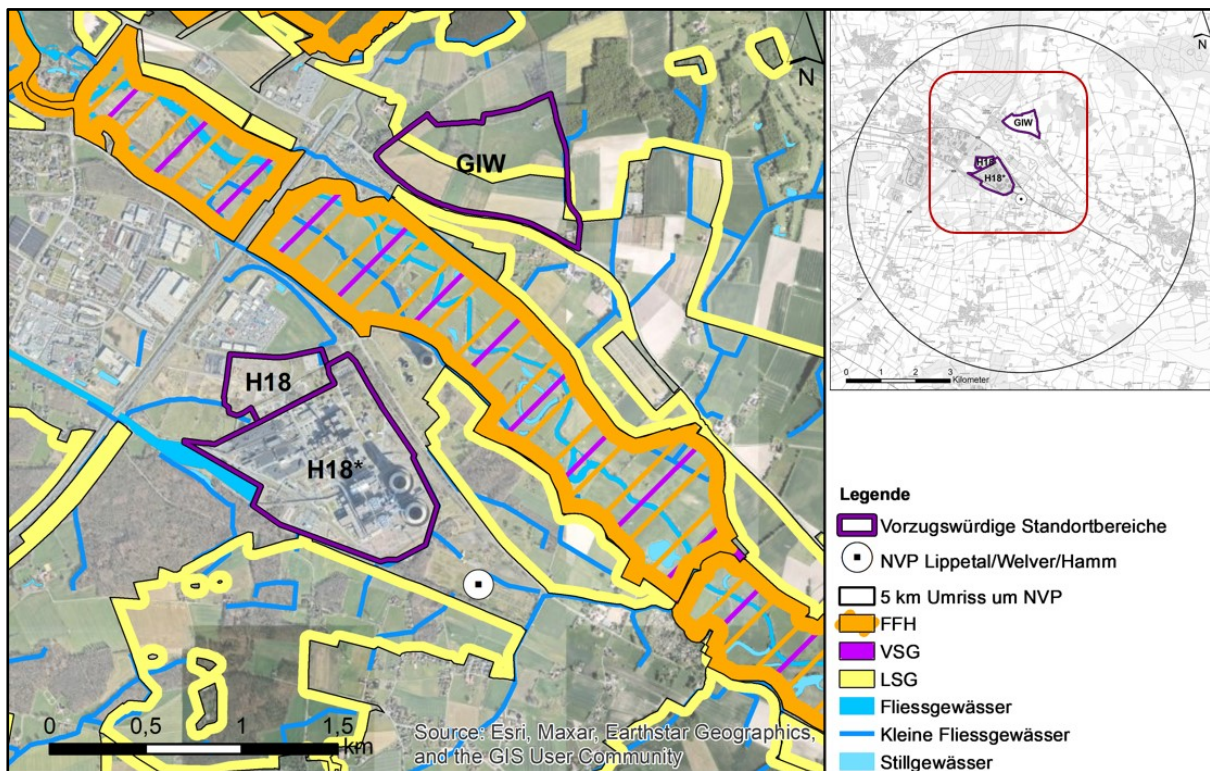 GIW
H18
H18*
0 0,5 1 1,5
km
Source: Esri, Maxar, Earthstar Geographics,
and the GIS User Community
N
N
GIW
H18
H18*
0 1 2 3
Kilometer
Legende
Vorzugswürdige Standortbereiche
NVP Lippetal/Welver/Hamm
5 km Umriss um NVP
FFH
VSG
LSG
Fliessgewässer
Kleine Fliessgewässer
Stillgewässer